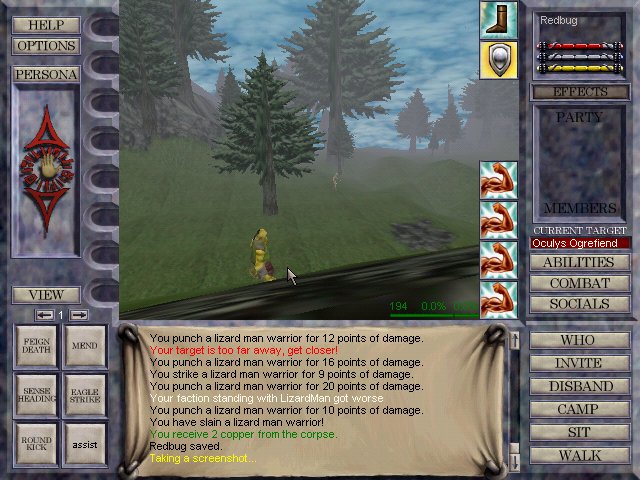 HELP
OPTIONS
PERSONA
VIEW
1
FEIGN
DEATH
MEND
SENSE
HEADING
EAGLE
STRIKE
ROUND
KICK
assist
194 0.0%
You punch a lizard man warrior for 12 points of damage.
Your target is too far away, get closer!
You punch a lizard man warrior for 16 points of damage.
You strike a lizard man warrior for 9 points of damage.
You punch a lizard man warrior for 20 points of damage.
Your faction standing with LizardMan got worse
You punch a lizard man warrior for 10 points of damage.
You have slain a lizard man warrior!
You receive 2 copper from the corpse.
Redbug saved.
Taking a screenshot...
Redbug
EFFECTS
PARTY
MEMBERS
CURRENT TARGET
Oculys Ogrefiend
ABILITIES
COMBAT
SOCIALS
WHO
INVITE
DISBAND
CAMP
SIT
WALK